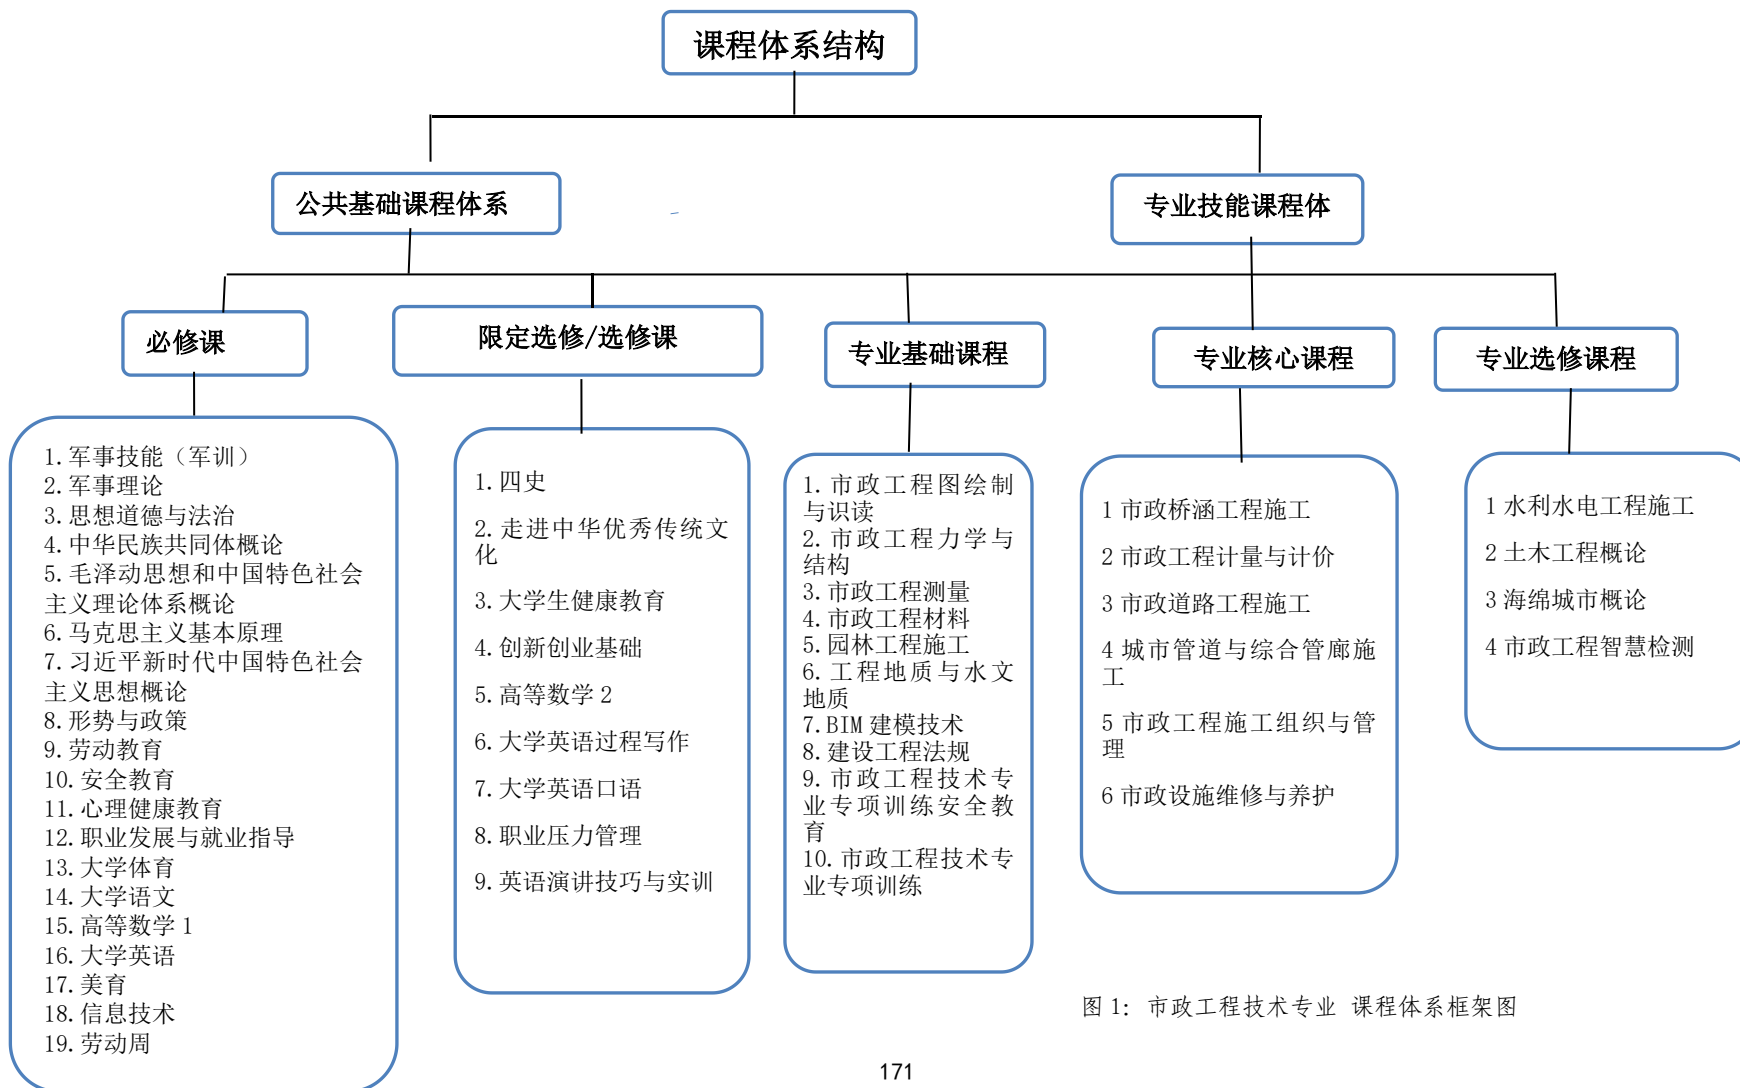 课程体系结构
公共基础课程体系
专业技能课程体
必修课
限定选修/选修课
专业基础课程
专业核心课程
专业选修课程
1.军事技能（军训）
2.军事理论
3.思想道德与法治
4.中华民族共同体概论
5.毛泽动思想和中国特色社会
主义理论体系概论
6.马克思主义基本原理
7.习近平新时代中国特色社会
主义思想概论
8.形势与政策
9.劳动教育
10.安全教育
11.心理健康教育
12.职业发展与就业指导
13.大学体育
14.大学语文
15.高等数学 1
16.大学英语
17.美育
18.信息技术
19.劳动周
1.四史
2.走进中华优秀传统文
化
3.大学生健康教育
4.创新创业基础
5.高等数学 2
6.大学英语过程写作
7.大学英语口语
8.职业压力管理
9.英语演讲技巧与实训
1.市政工程图绘制
与识读
2.市政工程力学与
结构
3.市政工程测量
4.市政工程材料
5.园林工程施工
6.工程地质与水文
地质
7.BIM 建模技术
8.建设工程法规
9.市政工程技术专
业专项训练安全教
育
10.市政工程技术专
业专项训练
1 市政桥涵工程施工
2 市政工程计量与计价
3 市政道路工程施工
4 城市管道与综合管廊施
工
5 市政工程施工组织与管
理
6 市政设施维修与养护
1 水利水电工程施工
2 土木工程概论
3 海绵城市概论
4 市政工程智慧检测
图 1: 市政工程技术专业 课程体系框架图
171